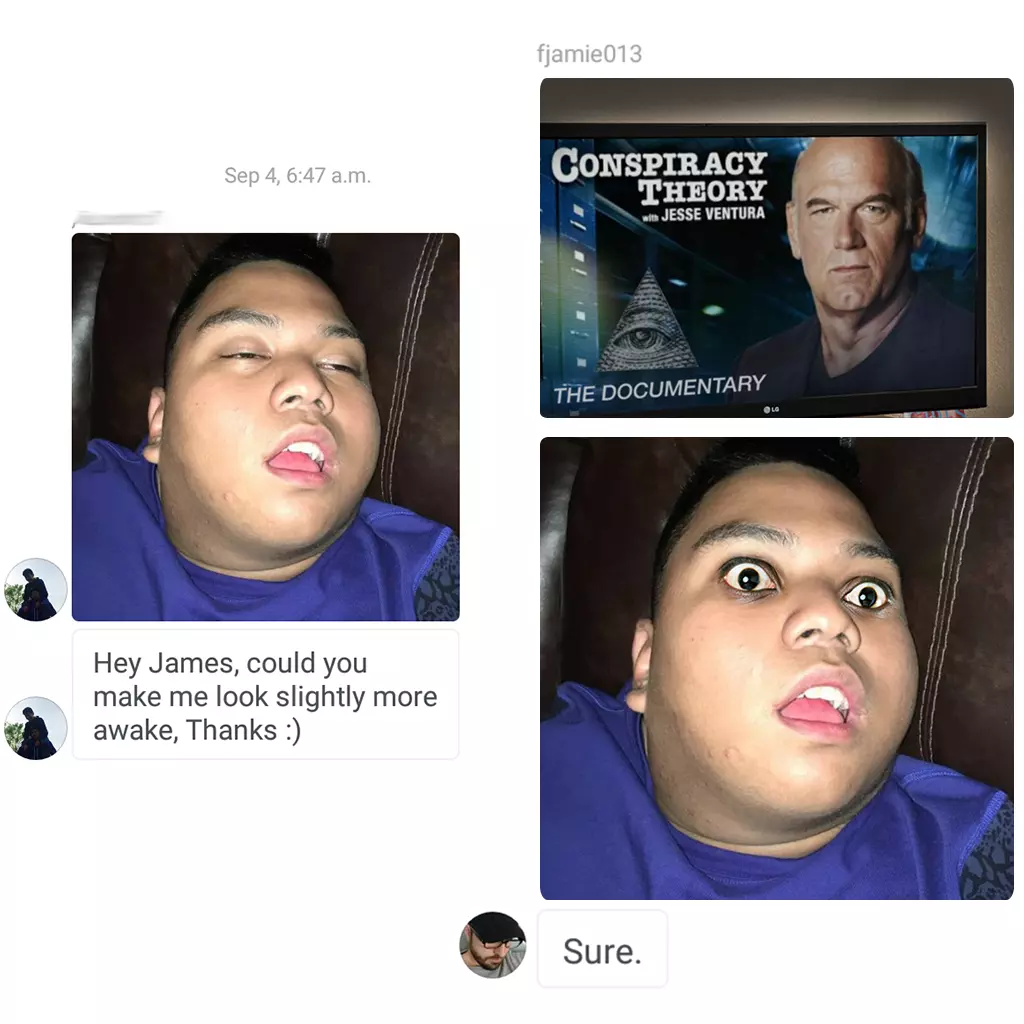 Sep 4, 6:47 a.m.
Hey James, could you
make me look slightly more
awake, Thanks :)
fjamie013
CONSPIRACY
THEORY
with JESSE VENTURA
THE DOCUMENTARY
LG
Sure.